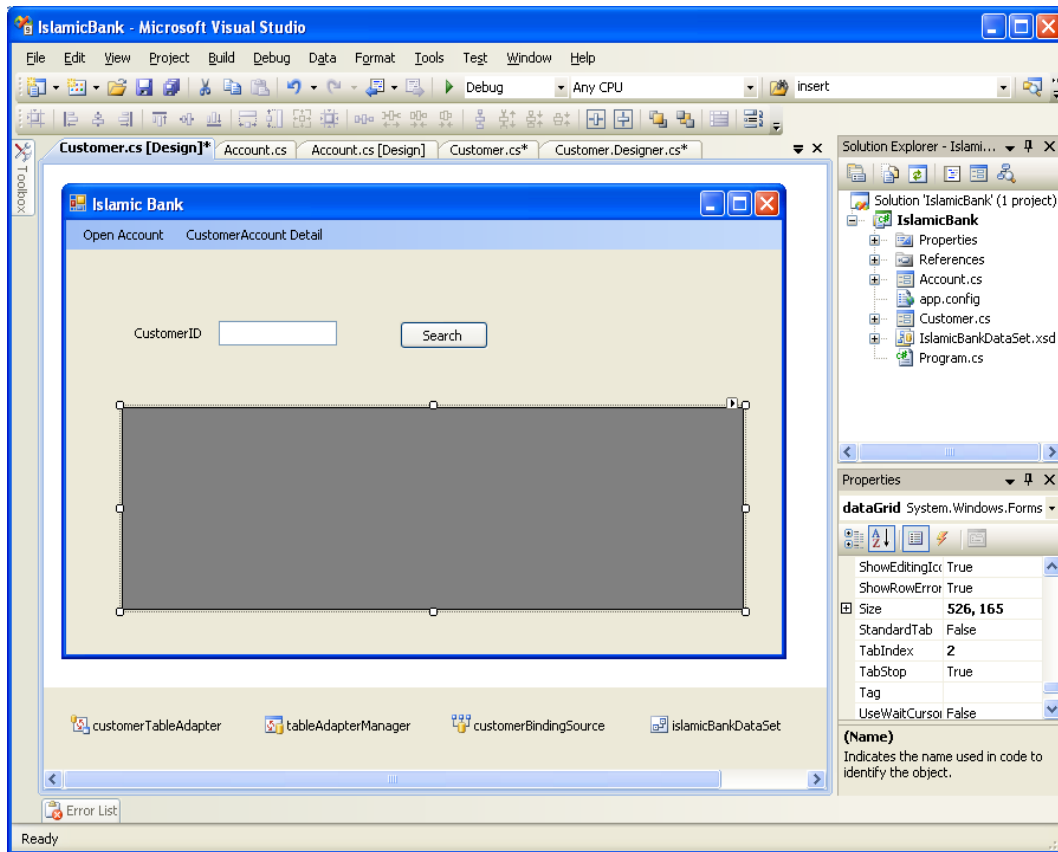 IslamicBank - Microsoft Visual Studio
File Edit View Project Build Debug Data Format Tools Test Window Help
Debug Any CPU insert
Customer.cs [Design]* Account.cs Account.cs [Design] Customer.cs* Customer.Designer.cs*
Toolbox
Islamic Bank
Open Account CustomerAccount Detail
CustomerID Search
customerTableAdapter tableAdapterManager customerBindingSource islamicBankDataSet
Error List
Ready
Solution Explorer - Islami...
Solution 'IslamicBank' (1 project)
IslamicBank
Properties
References
Account.cs
app.config
Customer.cs
IslamicBankDataSet.xsd
Program.cs
Properties
dataGrid System.Windows.Forms
ShowEditingIc True
ShowRowError True
Size 526, 165
StandardTab False
TabIndex 2
TabStop True
Tag
UseWaitCursor False
(Name)
Indicates the name used in code to
identify the object.